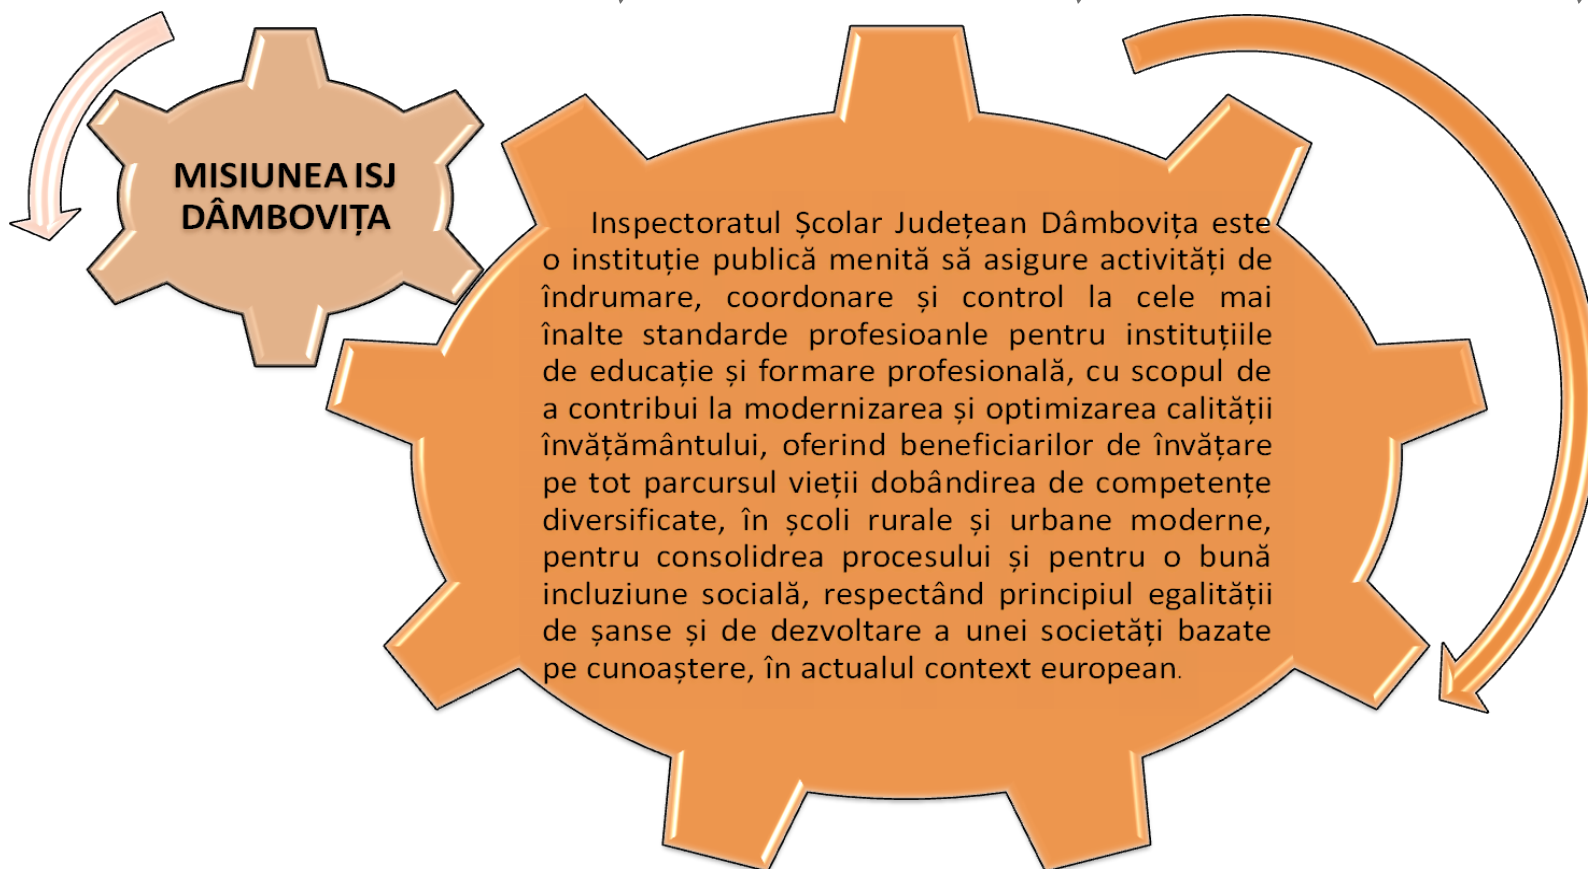 MISIUNEA ISJ
DÂMBOVIȚA
Inspectoratul Școlar Județean Dâmbovița este
o instituție publică menită să asigure activități de
îndrumare, coordonare și control la cele mai
înalte standarde profesioanle pentru instituțiile
de educație și formare profesională, cu scopul de
a contribui la modernizarea și optimizarea calității
învățământului, oferind beneficiarilor de învățare
pe tot parcursul vieții dobândirea de competențe
diversificate, în școli rurale și urbane moderne,
pentru consolidrea procesului și pentru o bună
incluziune socială, respectând principiul egalității
de șanse și de dezvoltare a unei societăți bazate
pe cunoaștere, în actualul context european.